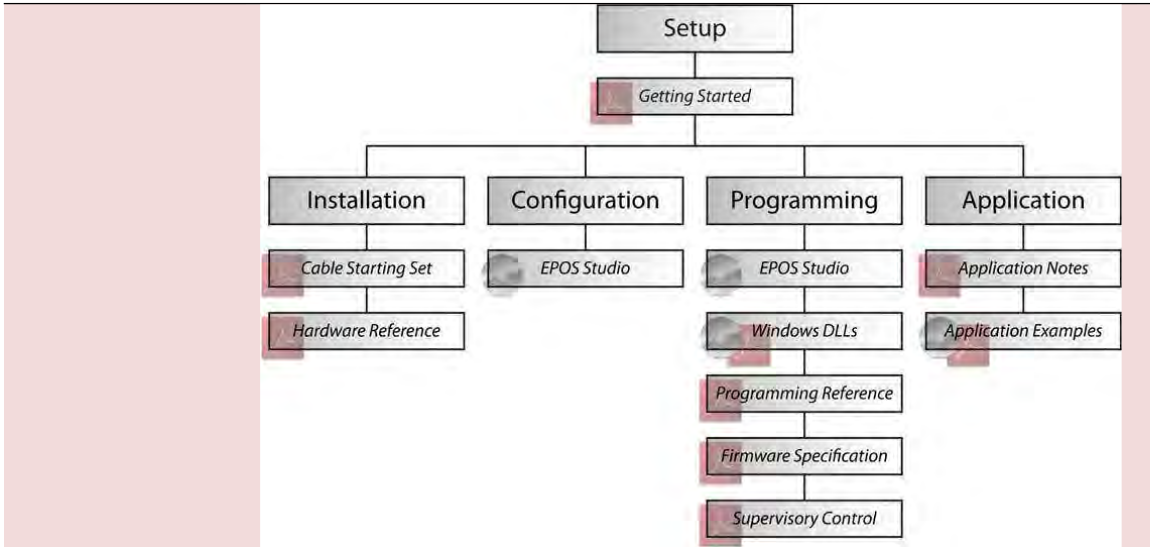 Setup
Getting Started
Installation
Configuration
Programming
Application
Cable Starting Set
EPOS Studio
EPOS Studio
Application Notes
Hardware Reference
Windows DLLs
Application Examples
Programming Reference
Firmware Specification
Supervisory Control